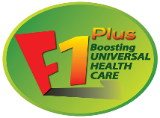 F1
Plus
Boosting
UNIVERSAL
HEALTH
CARE